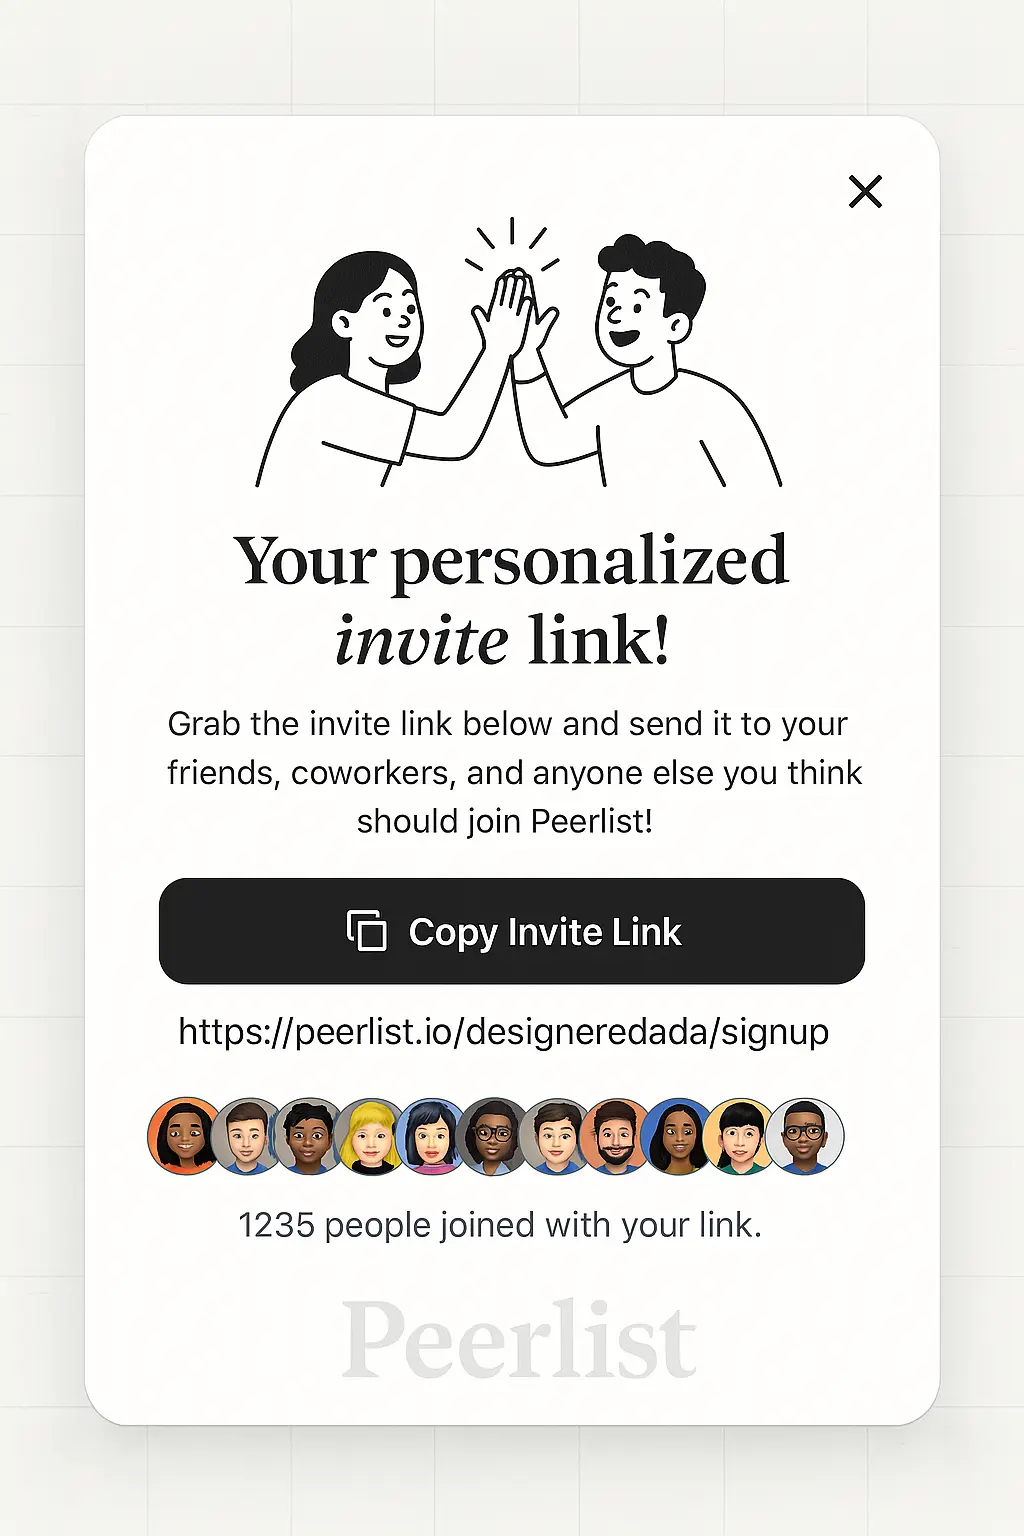 Your personalized
invite link!
Grab the invite link below and send it to your
friends, coworkers, and anyone else you think
should join Peerlist!
Copy Invite Link
https://peerlist.io/designeredada/signup
1235 people joined with your link.
Peerlist